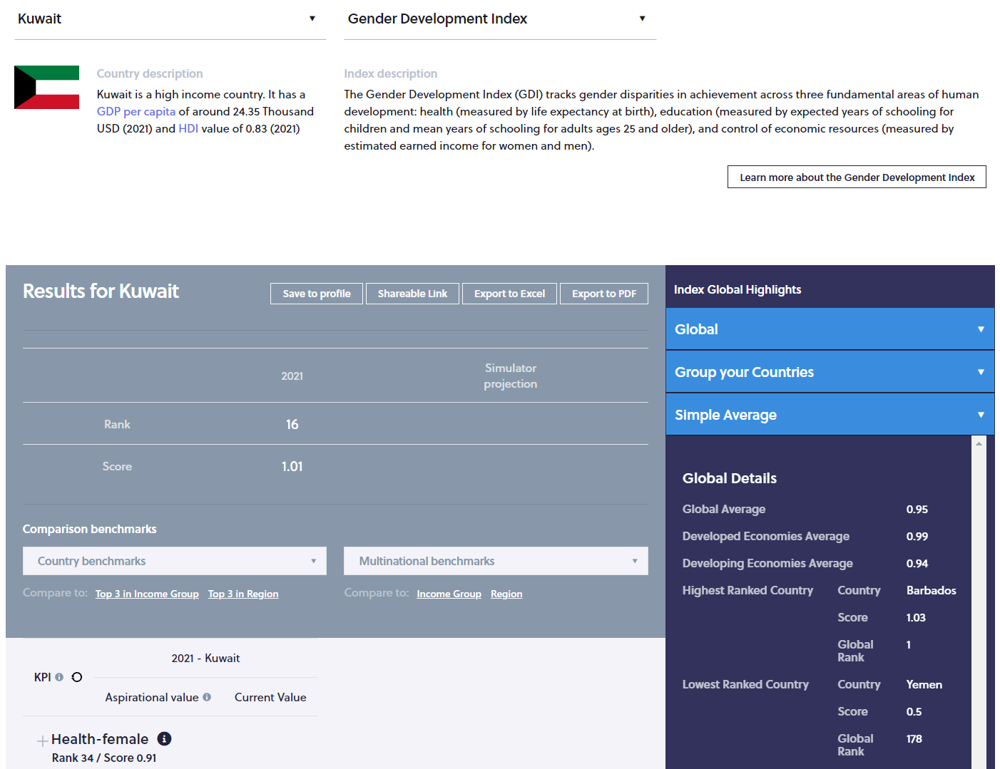 Kuwait
Gender Development Index
Country description
Kuwait is a high income country. It has a
GDP per capita of around 24.35 Thousand
USD (2021) and HDI value of 0.83 (2021)
Index description
The Gender Development Index (GDI) tracks gender disparities in achievement across three fundamental areas of human
development: health (measured by life expectancy at birth), education (measured by expected years of schooling for
children and mean years of schooling for adults ages 25 and older), and control of economic resources (measured by
estimated earned income for women and men).
Learn more about the Gender Development Index
Results for Kuwait
Save to profile
Shareable Link
Export to Excel
Export to PDF
2021
Simulator
projection
Rank 16
Score 1.01
Comparison benchmarks
Country benchmarks
Multinational benchmarks
Compare to: Top 3 in Income Group Top 3 in Region
Compare to: Income Group Region
2021 - Kuwait
KPI
Aspirational value
Current Value
Health-female
Rank 34 / Score 0.91
Index Global Highlights
Global
Group your Countries
Simple Average
Global Details
Global Average 0.95
Developed Economies Average 0.99
Developing Economies Average 0.94
Highest Ranked Country Country Barbados
Score 1.03
Global
Rank 1
Lowest Ranked Country Country Yemen
Score 0.5
Global
Rank 178